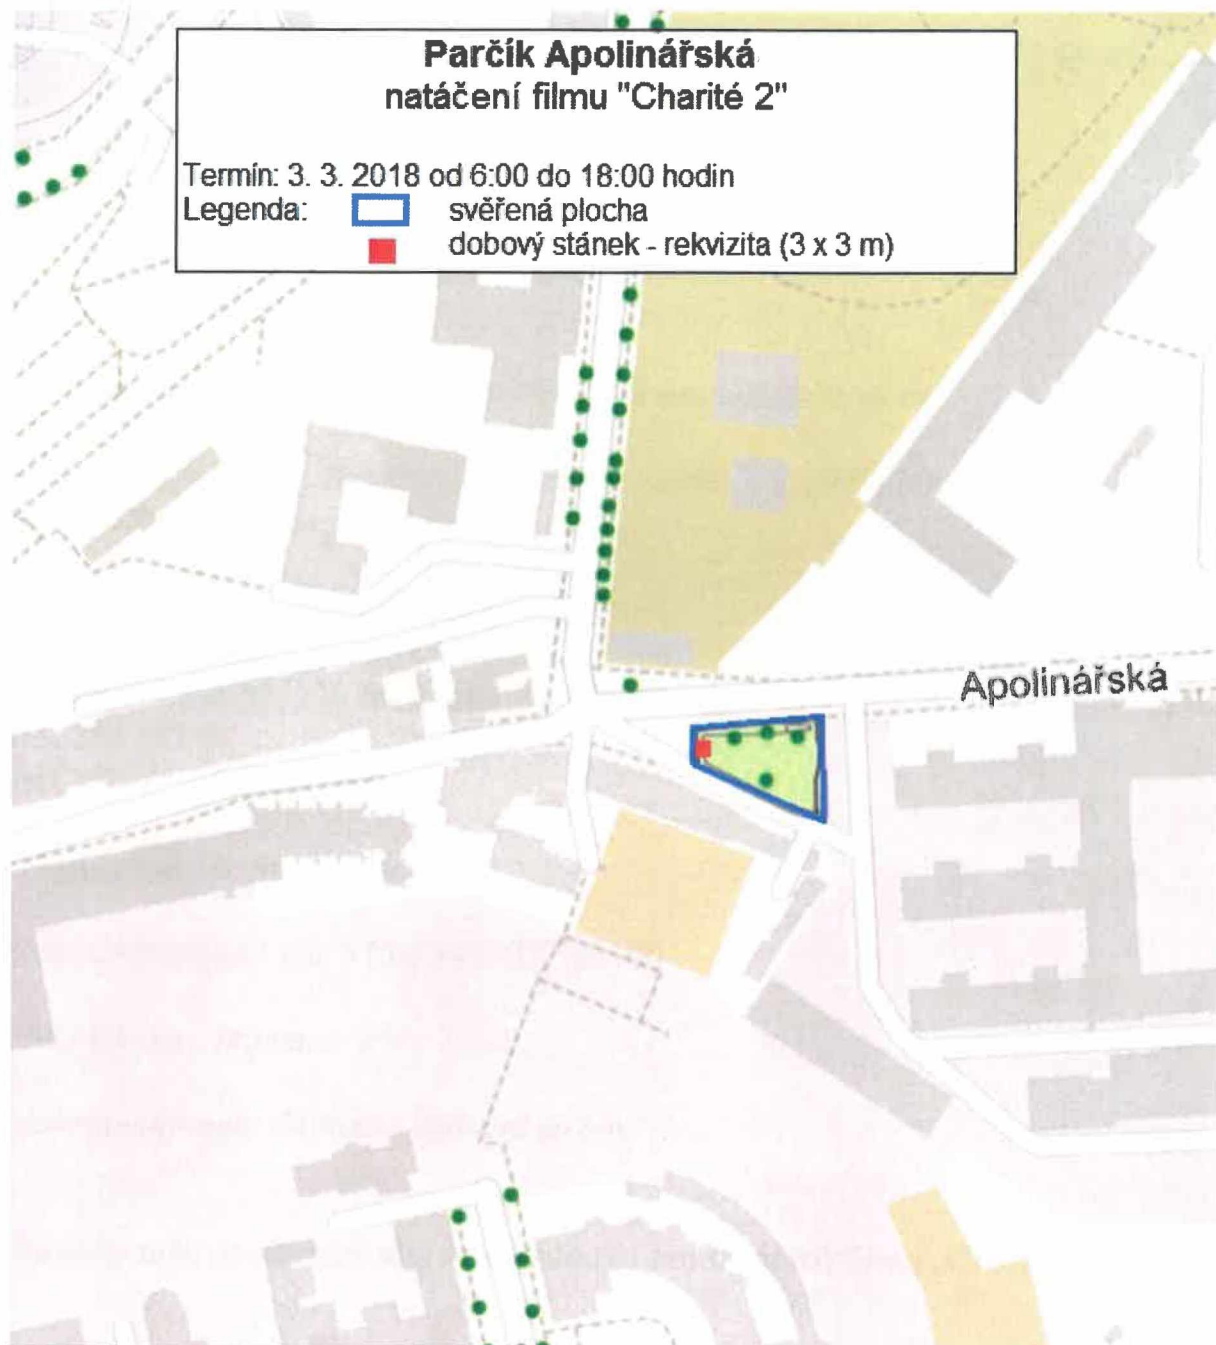 Parčík Apolinářská
natáčení filmu "Charité 2"
Termín: 3. 3. 2018 od 6:00 do 18:00 hodin
Legenda: svěřená plocha
dobový stánek - rekvizita (3 x 3 m)
Apolinářská